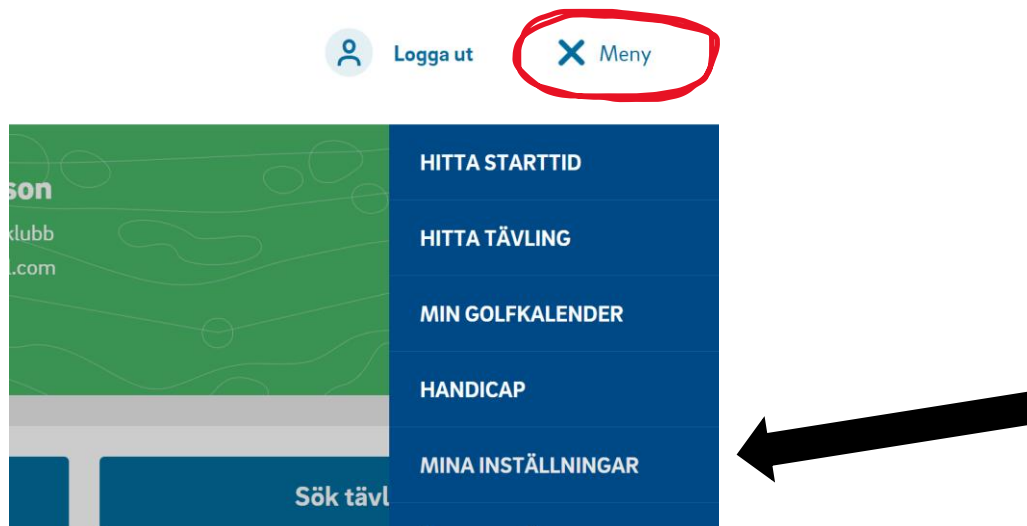 Logga ut
Meny
HITTA STARTTID
HITTA TÄVLING
MIN GOLFKALENDER
HANDICAP
MINA INSTÄLLNINGAR
son
klubb
.com
Sök tävl